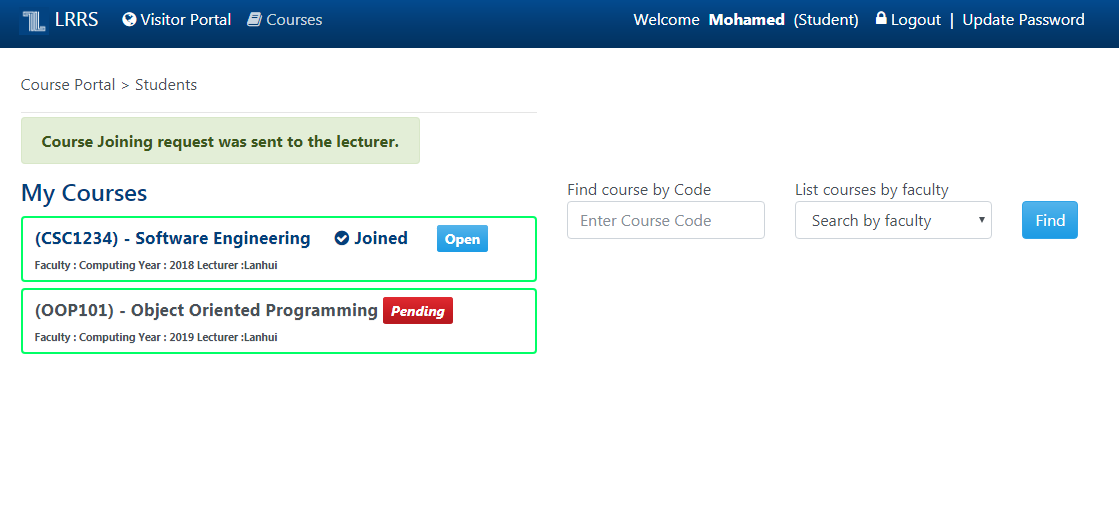 LRRS Visitor Portal Courses Welcome Mohamed (Student) Logout | Update Password
Course Portal > Students
Course Joining request was sent to the lecturer.
My Courses
(CSC1234) - Software Engineering Joined Open
Faculty : Computing Year : 2018 Lecturer :Lanhui
(OOP101) - Object Oriented Programming Pending
Faculty : Computing Year : 2019 Lecturer :Lanhui
Find course by Code
Enter Course Code
List courses by faculty
Search by faculty
Find